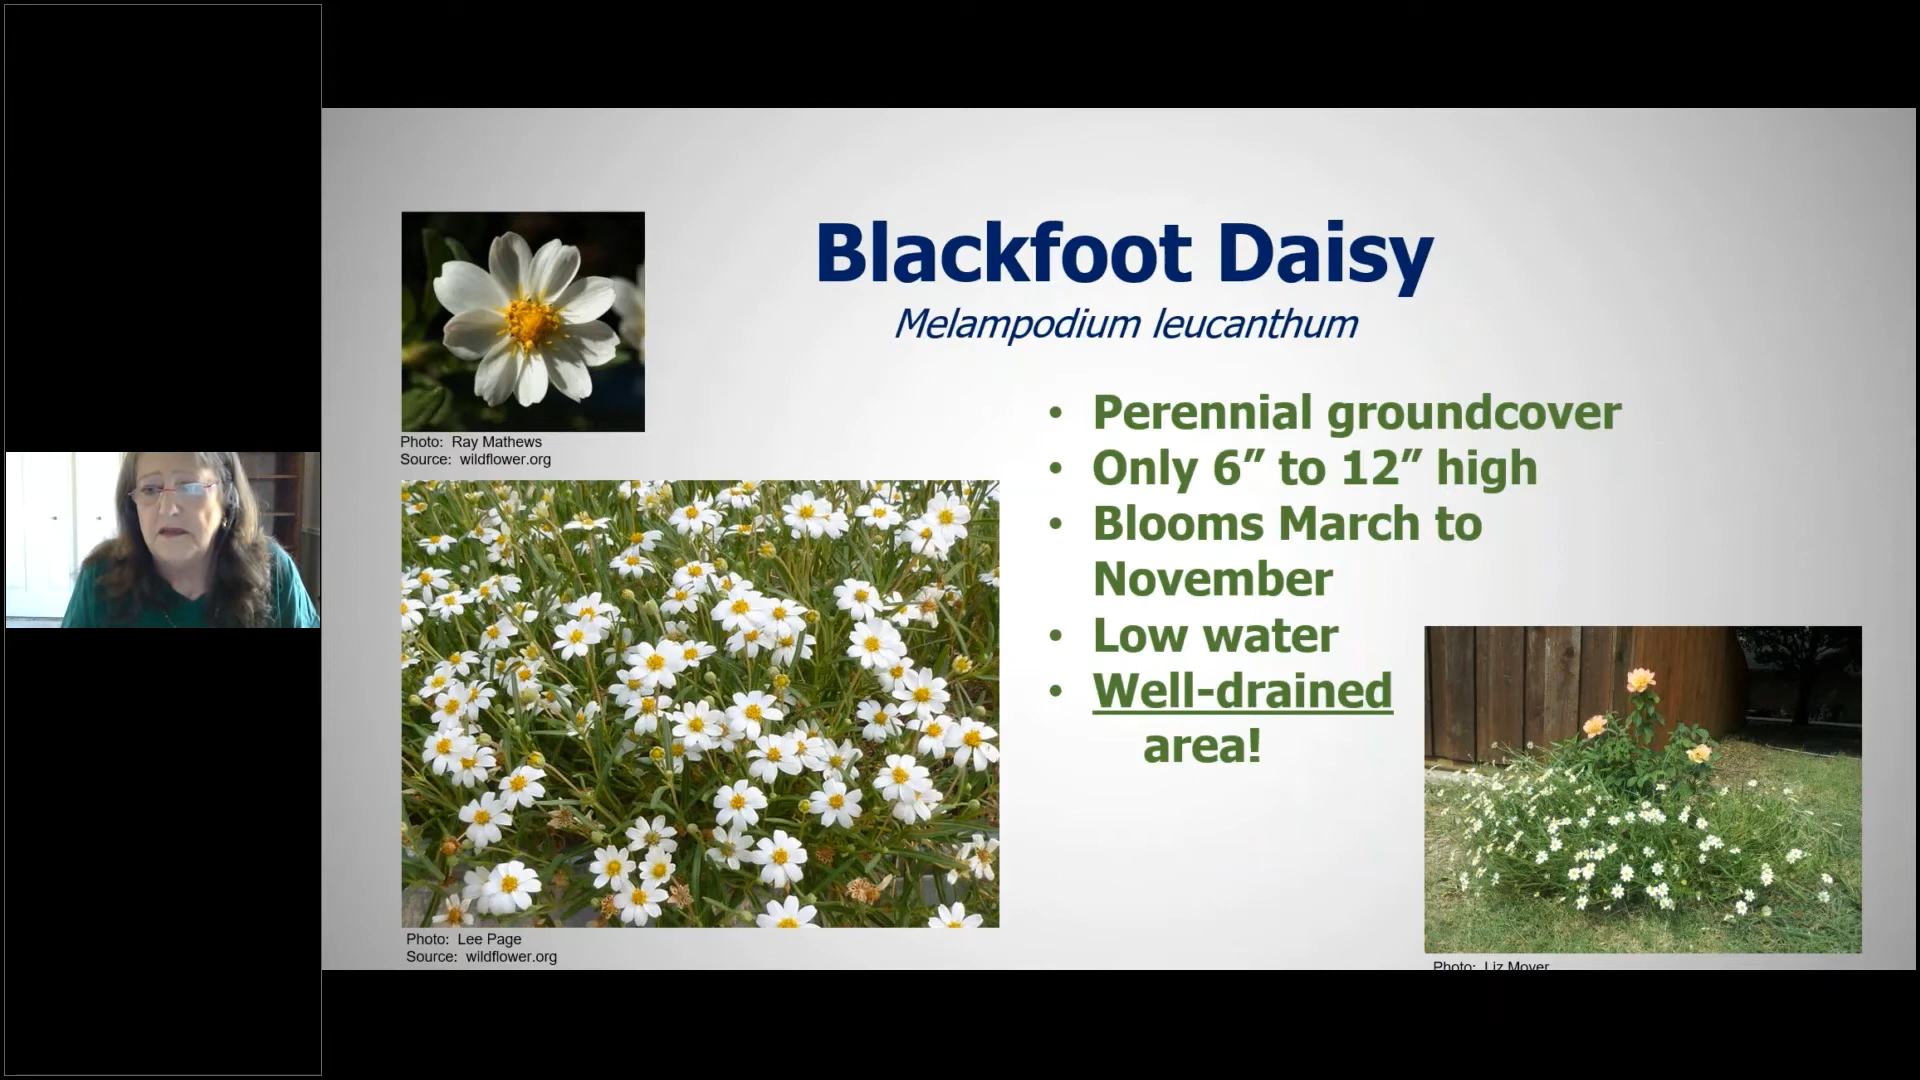 Blackfoot Daisy
Melampodium leucanthum
Photo: Ray Mathews
Source: wildflower.org
• Perennial groundcover
• Only 6” to 12” high
• Blooms March to
November
• Low water
• Well-drained
area!
Photo: Lee Page
Source: wildflower.org
Photo: Liz Moyer